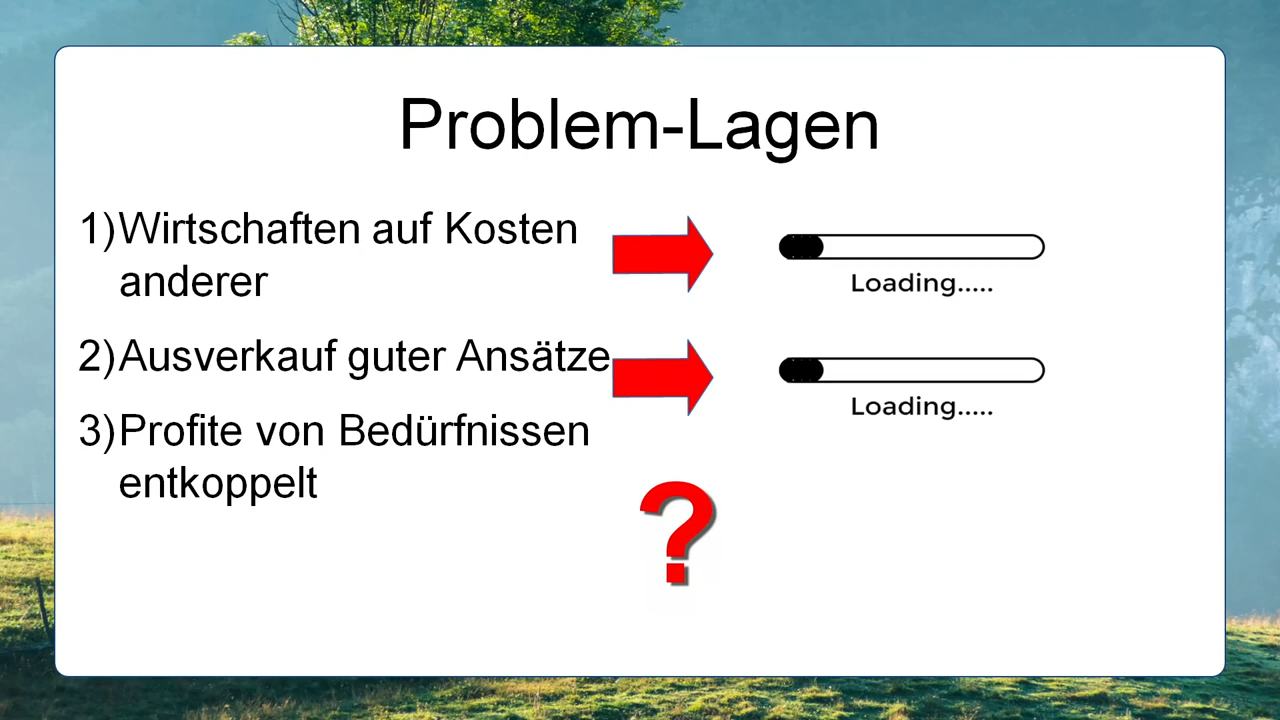 Problem-Lagen
1) Wirtschaften auf Kosten
anderer
Loading.....
2) Ausverkauf guter Ansätze
Loading.....
3) Profite von Bedürfnissen
entkoppelt
?